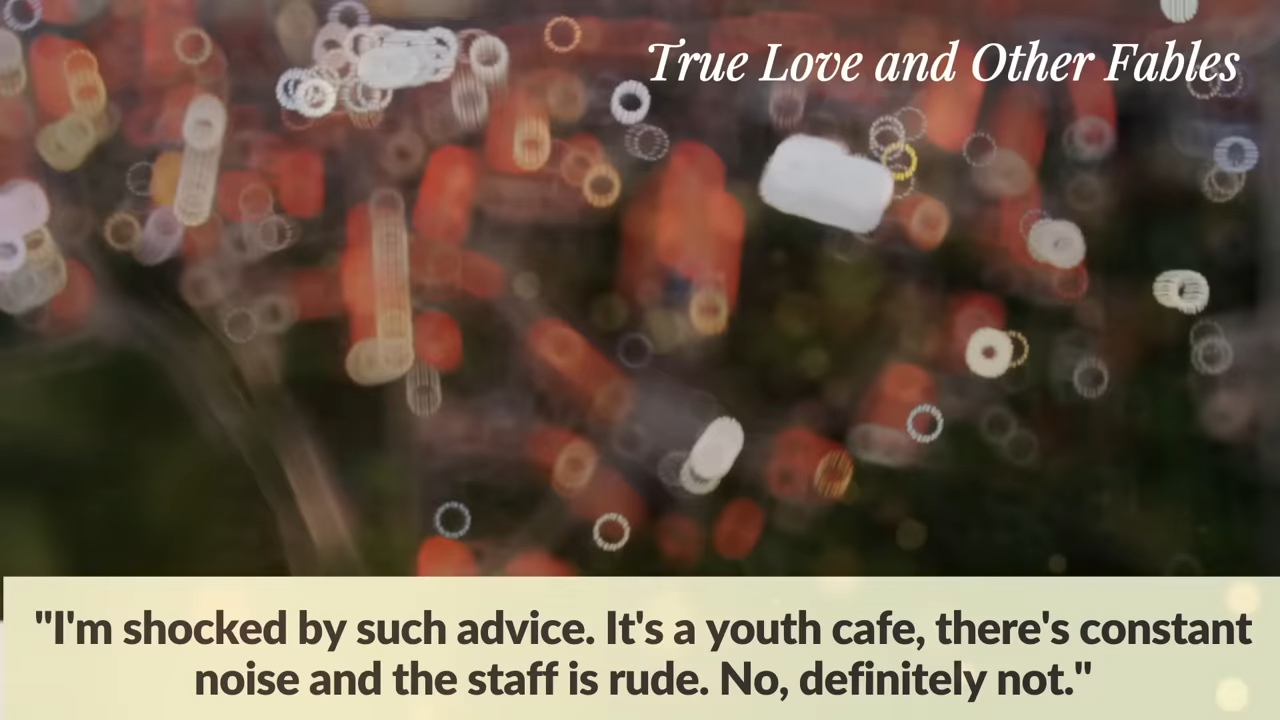 True Love and Other Fables
"I'm shocked by such advice. It's a youth cafe, there's constant
noise and the staff is rude. No, definitely not."